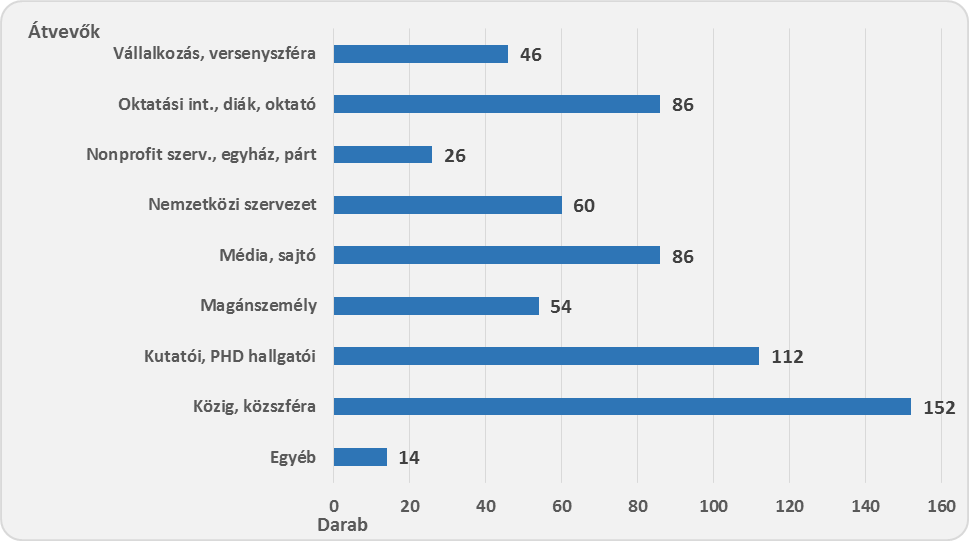 Átvevők
Vállalkozás, versenyszféra 46
Oktatási int., diák, oktató 86
Nonprofit szerv., egyház, párt 26
Nemzetközi szervezet 60
Média, sajtó 86
Magánszemély 54
Kutatói, PHD hallgatói 112
Közig, közszféra 152
Egyéb 14
0 20 40 60 80 100 120 140 160
Darab